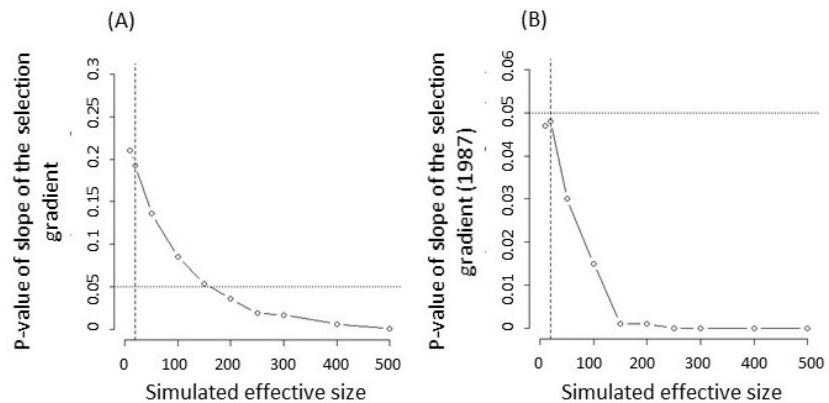 (A)
P-value of slope of the selection
gradient
0.3
0.2
0.15
0.1
0.05
0
0 100 200 300 400 500
Simulated effective size
(B)
P-value of slope of the selection
gradient (1987)
0.06
0.05
0.04
0.03
0.02
0.01
0
0 100 200 300 400 500
Simulated effective size